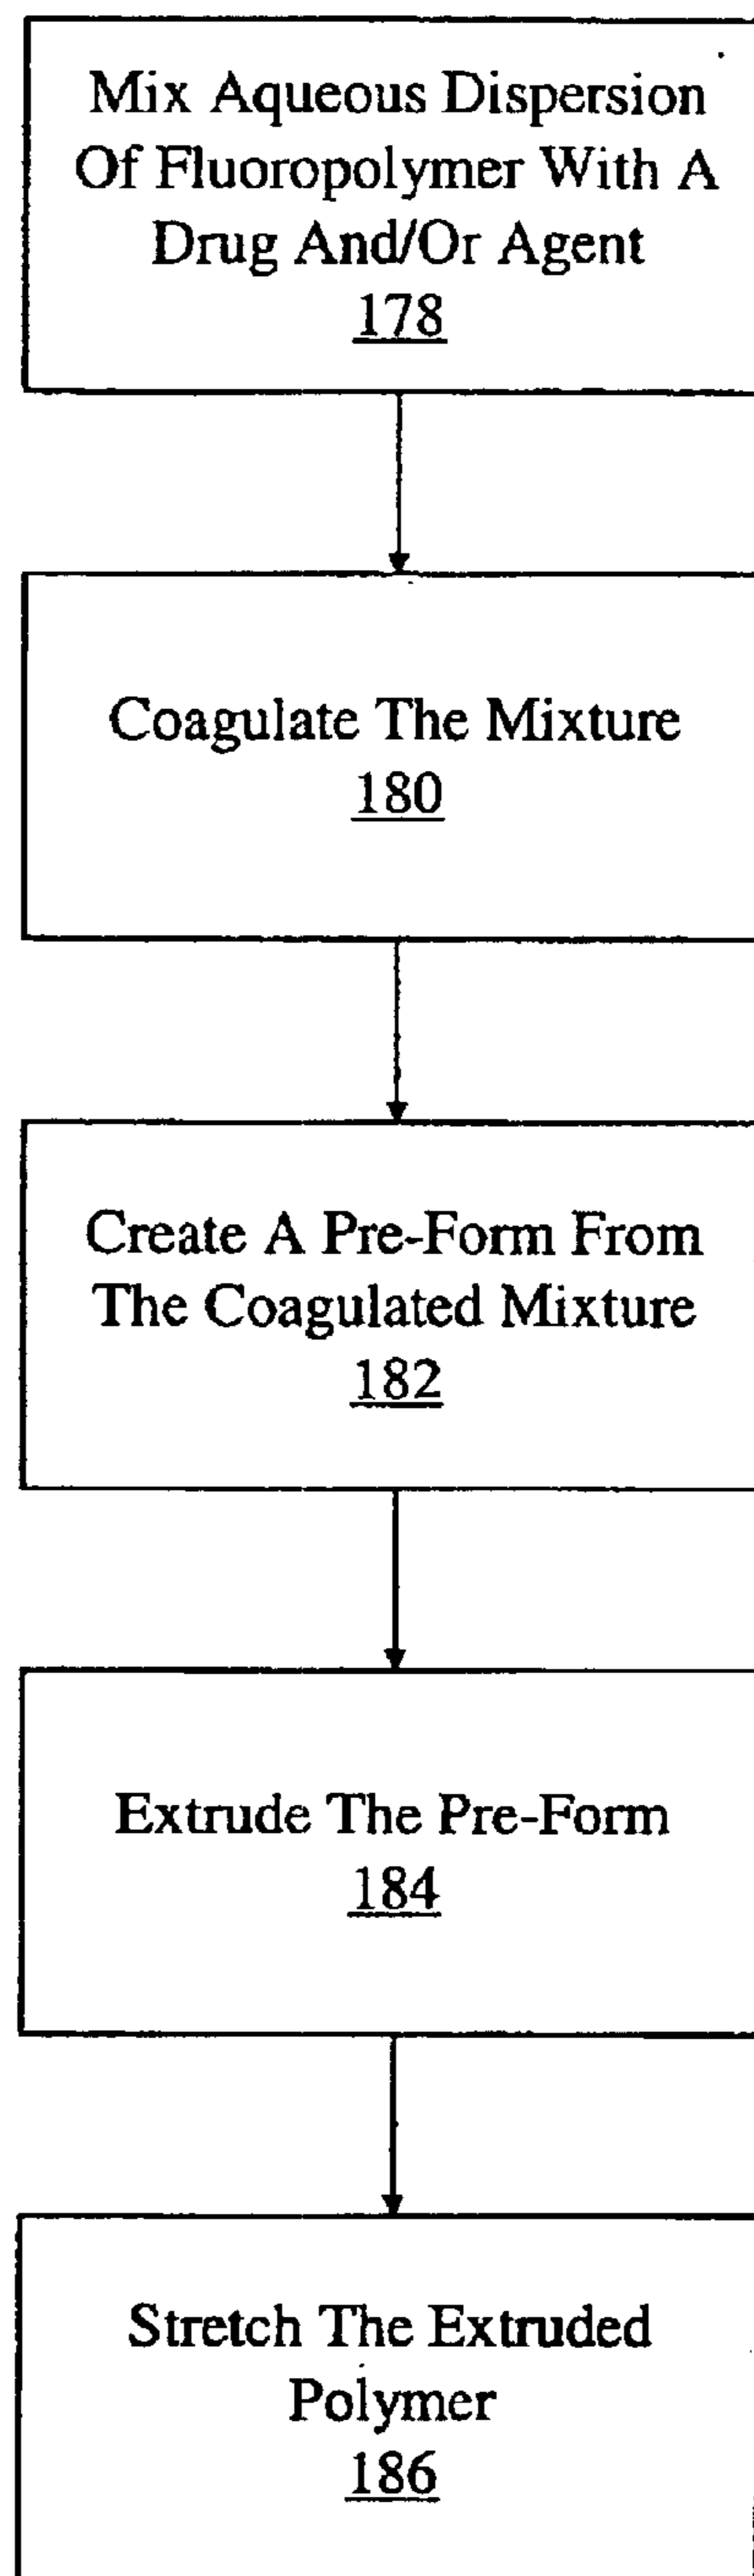 Mix Aqueous Dispersion
Of Fluoropolymer With A
Drug And/Or Agent
178
Coagulate The Mixture
180
Create A Pre-Form From
The Coagulated Mixture
182
Extrude The Pre-Form
184
Stretch The Extruded
Polymer
186